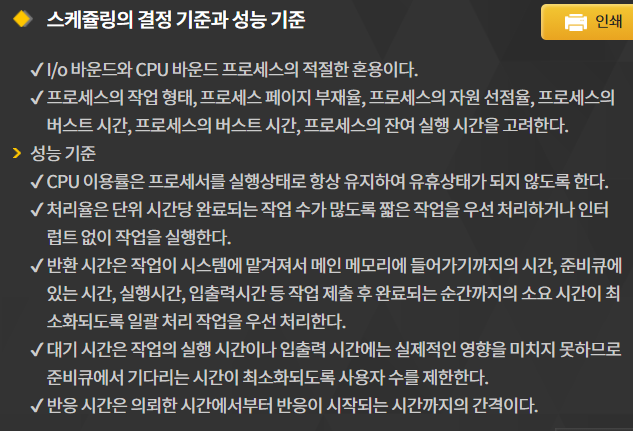 스케쥴링의 결정 기준과 성능 기준
인쇄
✓ I/o 바운드와 CPU 바운드 프로세스의 적절한 혼용이다.
✓ 프로세스의 작업 형태, 프로세스 페이지 부재율, 프로세스의 자원 선점율, 프로세스의
버스트 시간, 프로세스의 버스트 시간, 프로세스의 잔여 실행 시간을 고려한다.
> 성능 기준
✓ CPU 이용률은 프로세서를 실행상태로 항상 유지하여 유휴상태가 되지 않도록 한다.
✓ 처리율은 단위 시간당 완료되는 작업 수가 많도록 짧은 작업을 우선 처리하거나 인터
럽트 없이 작업을 실행한다.
✓ 반환 시간은 작업이 시스템에 맡겨져서 메인 메모리에 들어가기까지의 시간, 준비큐에
있는 시간, 실행시간, 입출력시간 등 작업 제출 후 완료되는 순간까지의 소요 시간이 최
소화되도록 일괄 처리 작업을 우선 처리한다.
✓ 대기 시간은 작업의 실행 시간이나 입출력 시간에는 실제적인 영향을 미치지 못하므로
준비큐에서 기다리는 시간이 최소화되도록 사용자 수를 제한한다.
✓ 반응 시간은 의뢰한 시간에서부터 반응이 시작되는 시간까지의 간격이다.